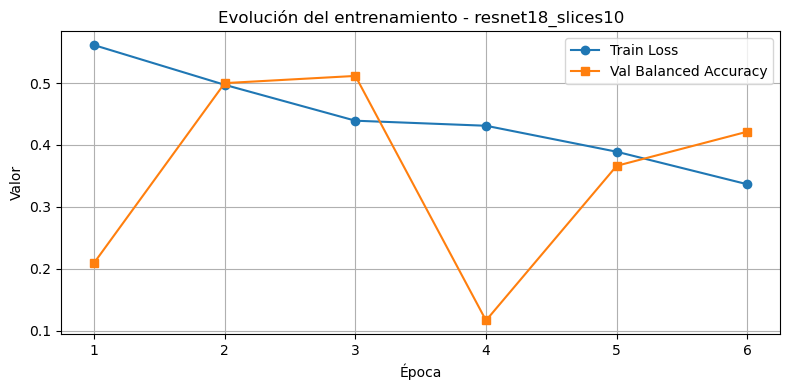 Evolución del entrenamiento - resnet18_slices10
Train Loss
Val Balanced Accuracy
0.5
0.4
0.3
0.2
0.1
Valor
1 2 3 4 5 6
Época